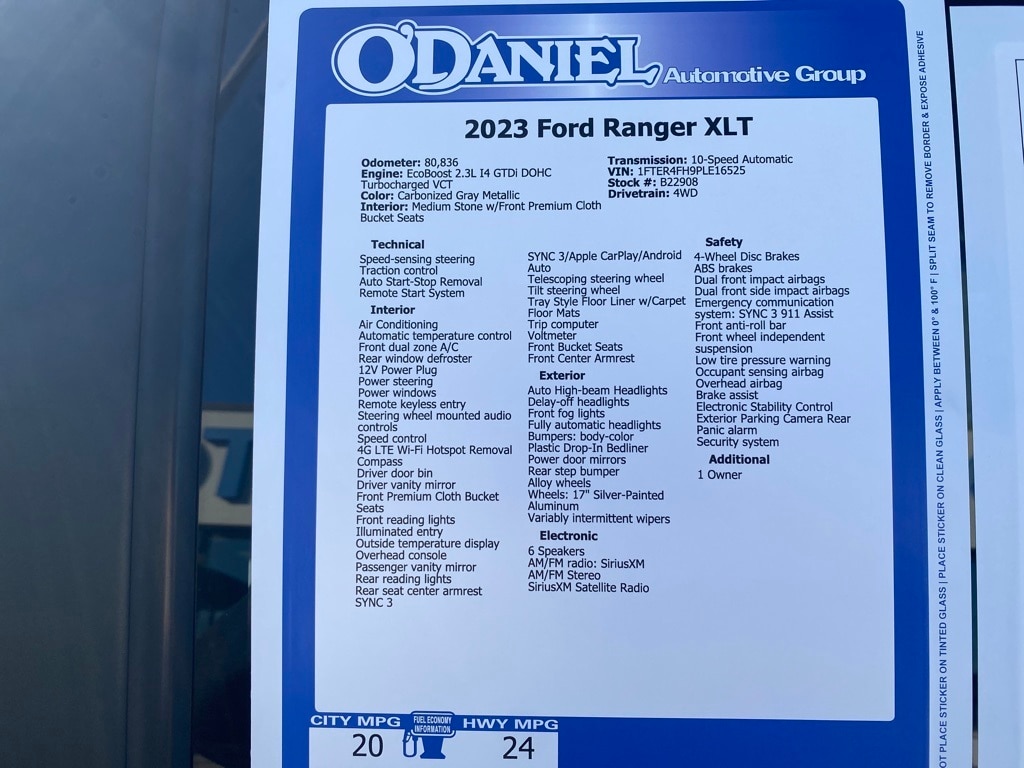 O'DANIEL Automotive Group
2023 Ford Ranger XLT
Odometer: 80,836
Engine: EcoBoost 2.3L I4 GTDi DOHC
Turbocharged VCT
Color: Carbonized Gray Metallic
Interior: Medium Stone w/Front Premium Cloth
Bucket Seats
Transmission: 10-Speed Automatic
VIN: 1FTER4FH9PLE16525
Stock #: B22908
Drivetrain: 4WD
Technical
Speed-sensing steering
Traction control
Auto Start-Stop Removal
Remote Start System
Interior
Air Conditioning
Automatic temperature control
Front dual zone A/C
Rear window defroster
12V Power Plug
Power steering
Power windows
Remote keyless entry
Steering wheel mounted audio
controls
Speed control
4G LTE Wi-Fi Hotspot Removal
Compass
Driver door bin
Driver vanity mirror
Front Premium Cloth Bucket
Seats
Front reading lights
Illuminated entry
Outside temperature display
Overhead console
Passenger vanity mirror
Rear reading lights
Rear seat center armrest
SYNC 3
SYNC 3/Apple CarPlay/Android
Auto
Telescoping steering wheel
Tilt steering wheel
Tray Style Floor Liner w/Carpet
Floor Mats
Trip computer
Voltmeter
Front Bucket Seats
Front Center Armrest
Exterior
Auto High-beam Headlights
Delay-off headlights
Front fog lights
Fully automatic headlights
Bumpers: body-color
Plastic Drop-In Bedliner
Power door mirrors
Rear step bumper
Alloy wheels
Wheels: 17" Silver-Painted
Aluminum
Variably intermittent wipers
Electronic
6 Speakers
AM/FM radio: SiriusXM
AM/FM Stereo
SiriusXM Satellite Radio
Safety
4-Wheel Disc Brakes
ABS brakes
Dual front impact airbags
Dual front side impact airbags
Emergency communication
system: SYNC 3 911 Assist
Front anti-roll bar
Front wheel independent
suspension
Low tire pressure warning
Occupant sensing airbag
Overhead airbag
Brake assist
Electronic Stability Control
Exterior Parking Camera Rear
Panic alarm
Security system
Additional
1 Owner
CITY MPG
20
FUEL ECONOMY
INFORMATION
HWY MPG
24
OT PLACE STICKER ON TINTED GLASS | PLACE STICKER ON CLEAN GLASS | APPLY BETWEEN 0° & 100° F | SPLIT SEAM TO REMOVE BORDER & EXPOSE ADHESIVE